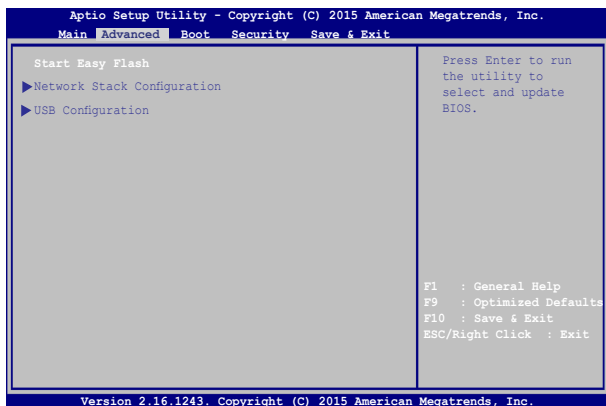 Aptio Setup Utility - Copyright (C) 2015 American Megatrends, Inc.
Main Advanced Boot Security Save & Exit
Start Easy Flash
Network Stack Configuration
USB Configuration
Press Enter to run
the utility to
select and update
BIOS.
F1 : General Help
F9 : Optimized Defaults
F10 : Save & Exit
ESC/Right Click : Exit
Version 2.16.1243. Copyright (C) 2015 American Megatrends, Inc.